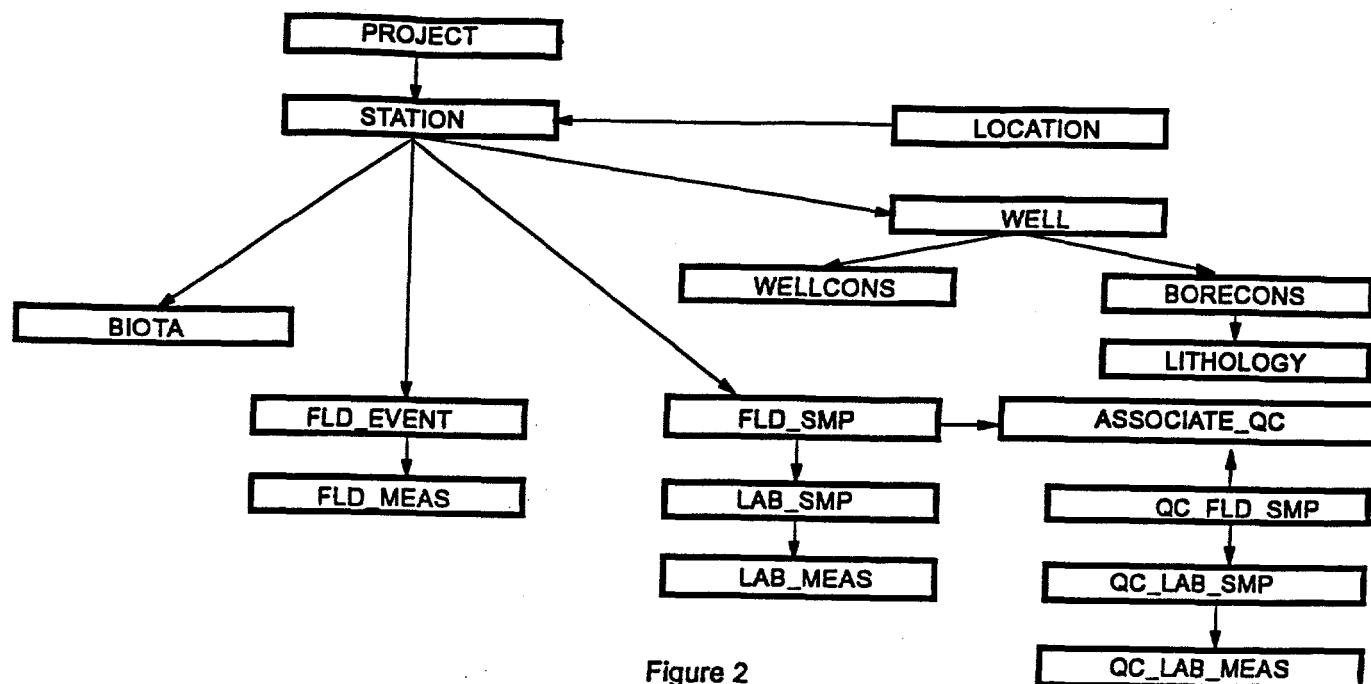 PROJECT
STATION
LOCATION
WELL
WELLCONS
BORECONS
BIOTA
LITHOLOGY
FLD_EVENT
FLD_SMP
ASSOCIATE_QC
FLD_MEAS
LAB_SMP
QC_FLD_SMP
LAB_MEAS
QC_LAB_SMP
QC_LAB_MEAS
Figure 2